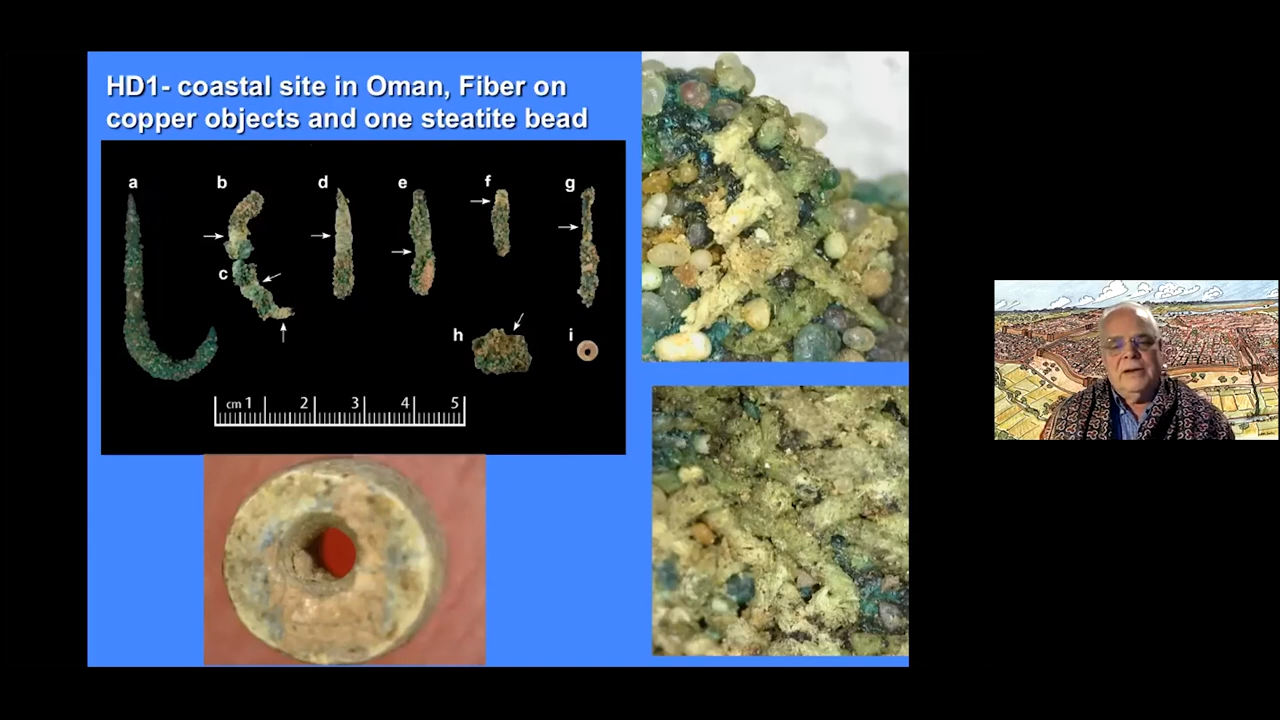 HD1- coastal site in Oman, Fiber on
copper objects and one steatite bead
a
b
d
e
f
g
c
h
i
cm 1 2 3 4 5